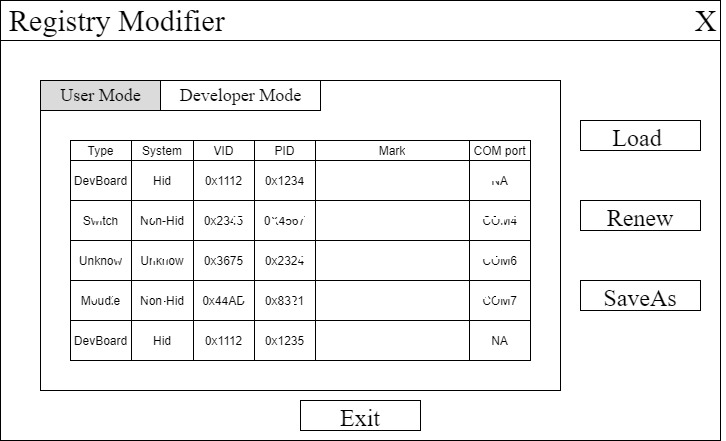 Registry Modifier X
User Mode Developer Mode
Type System VID PID Mark COM port
DevBoard Hid 0x1112 0x1234 NA
Switch Non-Hid 0x2345 0x4567 COM4
Unknow Unknow 0x3675 0x2324 COM6
Non-Hid 0x44AD 0x8321 COM7
DevBoard Hid 0x1112 0x1235 NA
Load
Renew
SaveAs
Exit